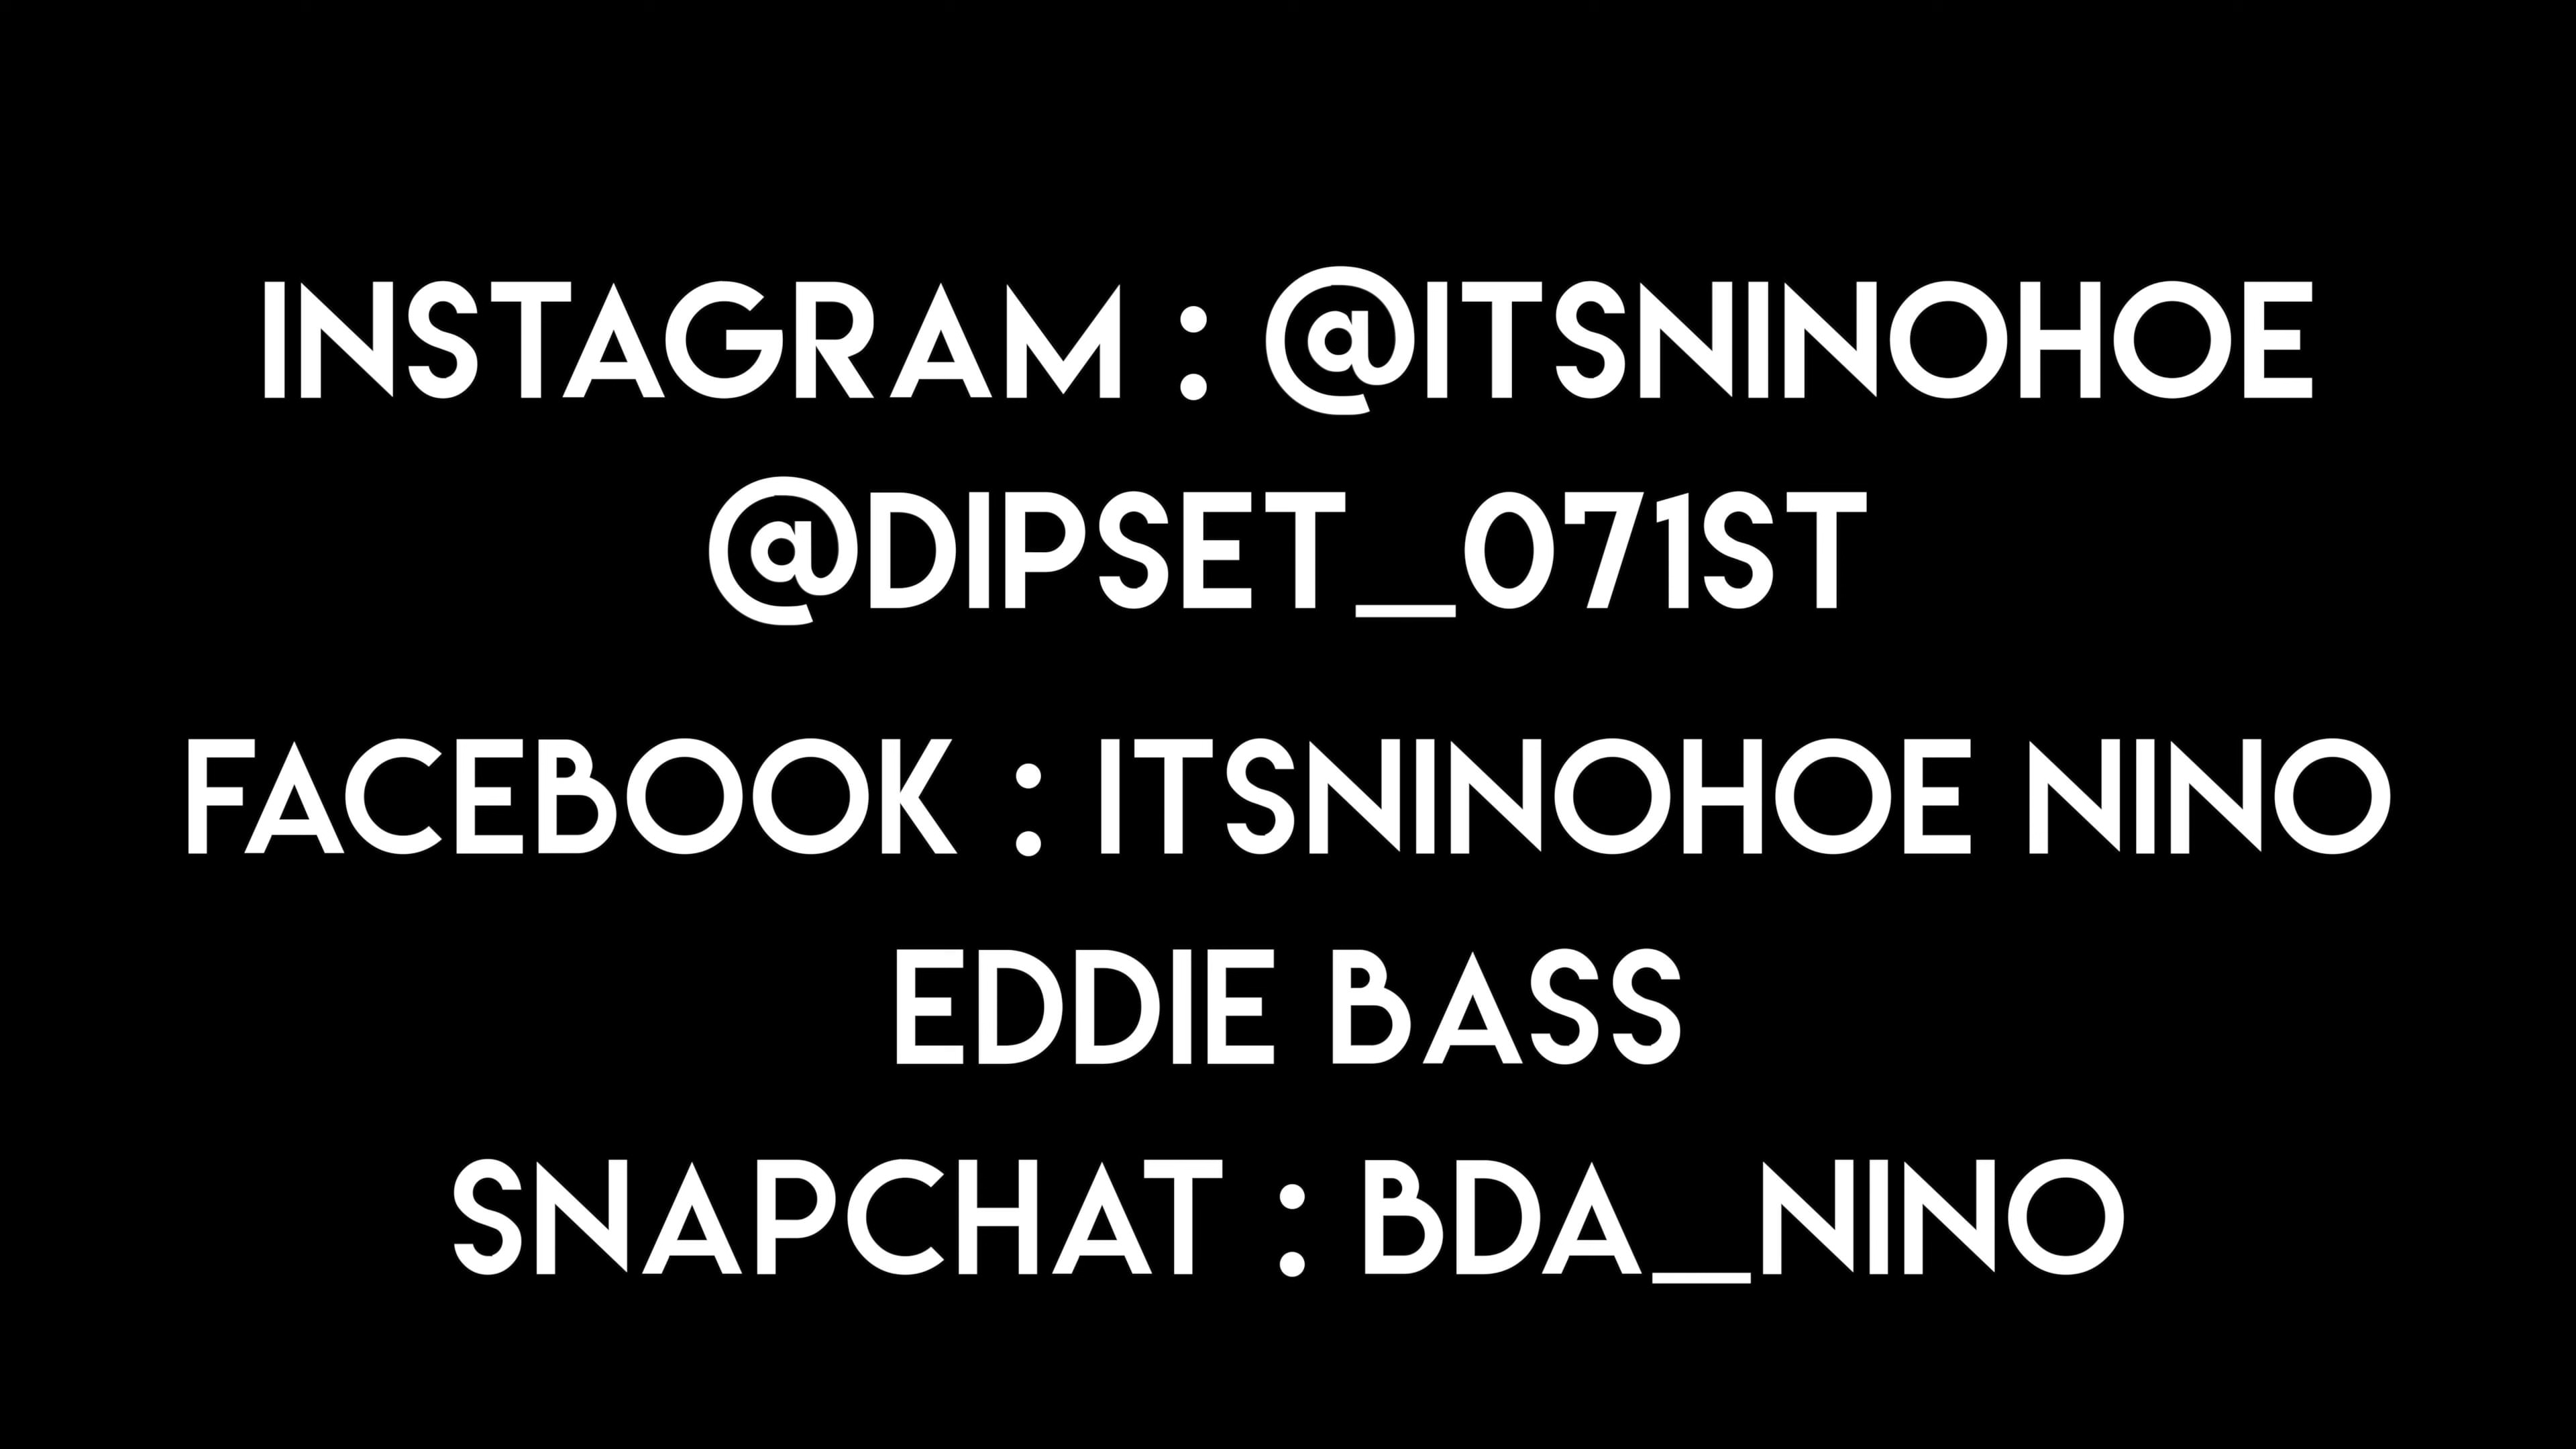 INSTAGRAM : @ITSNINOHOE
@DIPSET_071ST
FACEBOOK : ITSNINOHOE NINO
EDDIE BASS
SNAPCHAT : BDA_NINO